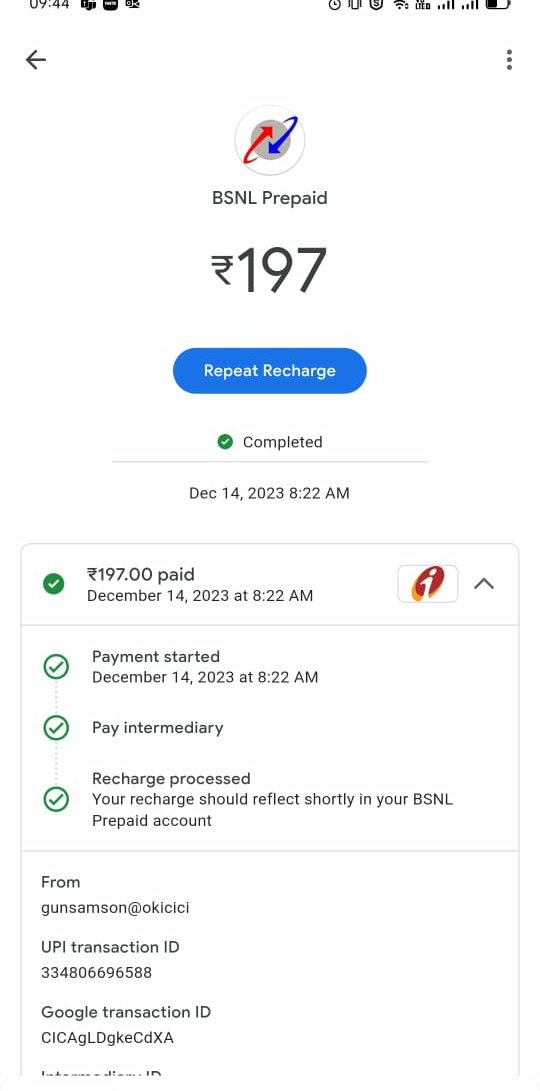 09:44
BSNL Prepaid
₹197
Repeat Recharge
Completed
Dec 14, 2023 8:22 AM
₹197.00 paid
December 14, 2023 at 8:22 AM
Payment started
December 14, 2023 at 8:22 AM
Pay intermediary
Recharge processed
Your recharge should reflect shortly in your BSNL
Prepaid account
From
gunsamson@okicici
UPI transaction ID
334806696588
Google transaction ID
CICAgLDgkeCdXA
Intermediary ID